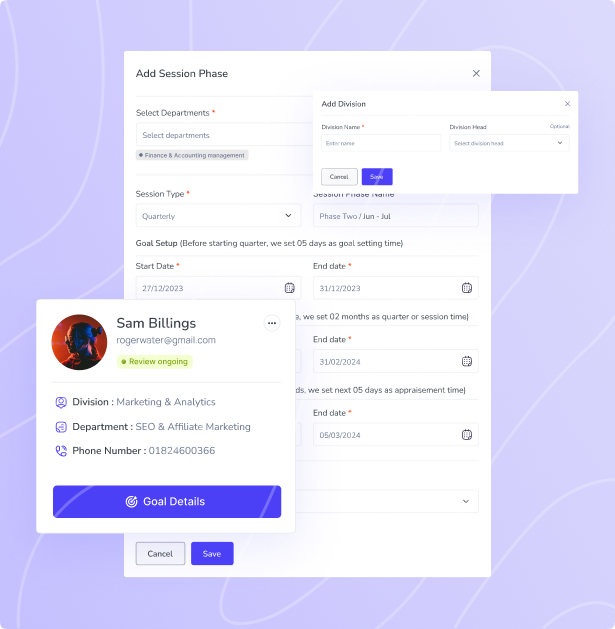 Add Session Phase
Select Departments *
Select departments
Finance & Accounting management
Add Division
Division Name *
Division Head
Optional
Enter name
Select division head
Cancel
Save
Session Type *
Session Phase Name
Quarterly
Phase Two / Jun - Jul
Goal Setup (Before starting quarter, we set 05 days as goal setting time)
Start Date *
End date *
27/12/2023
31/12/2023
Sam Billings
rogerwater@gmail.com
Review ongoing
Division : Marketing & Analytics
Department : SEO & Affiliate Marketing
Phone Number : 01824600366
Goal Details
we set 02 months as quarter or session time)
End date *
31/02/2024
we set next 05 days as appraisement time)
End date *
05/03/2024
Cancel
Save